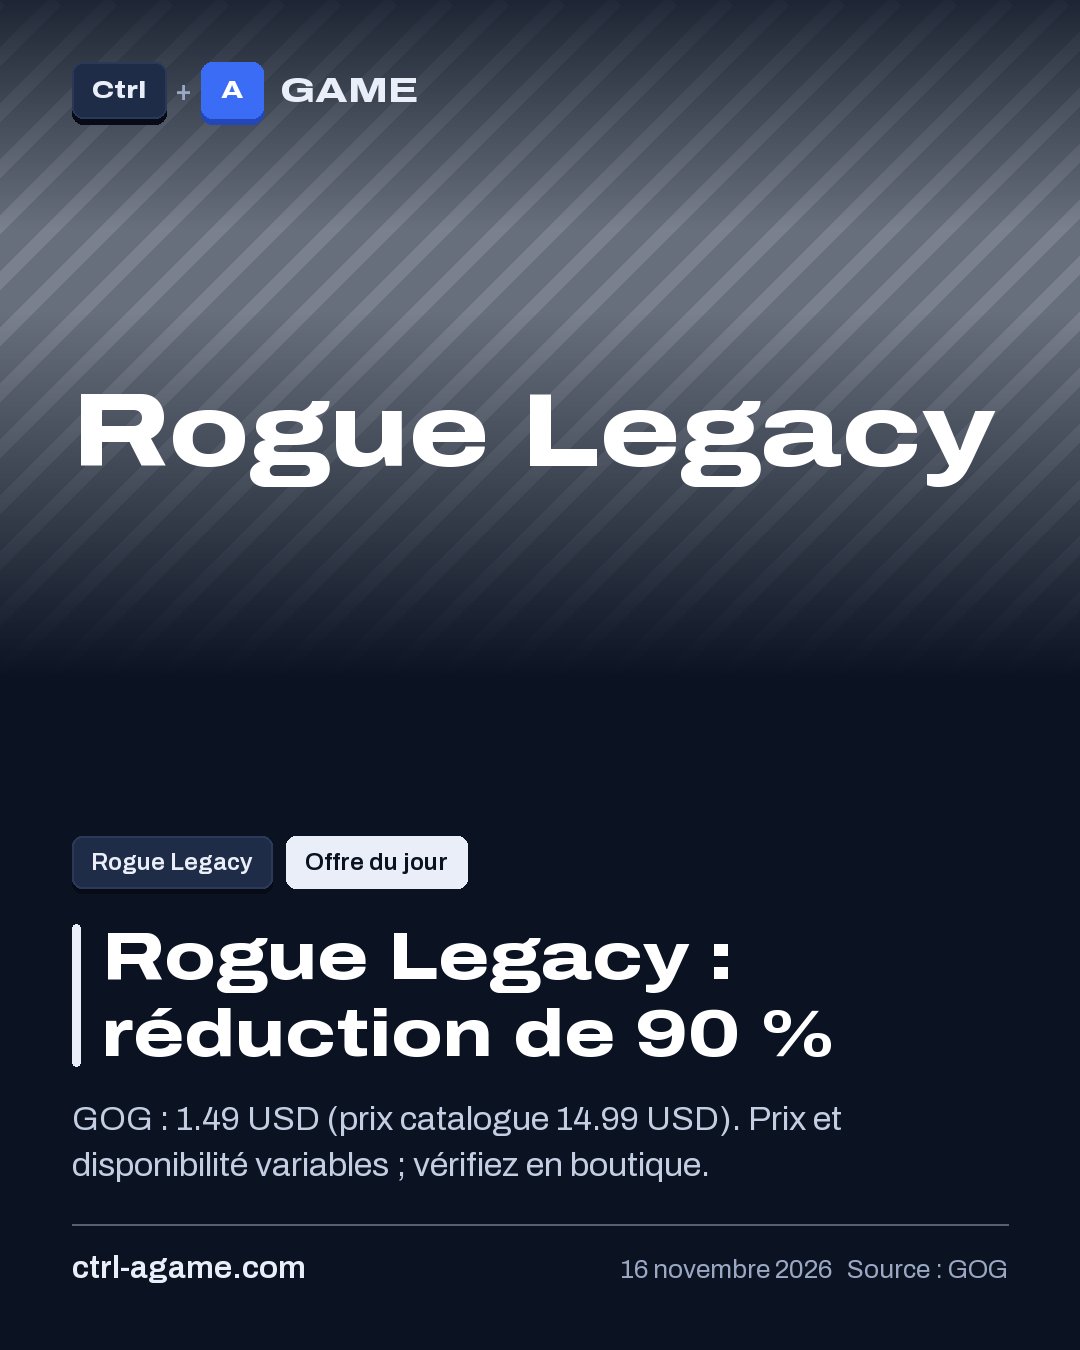 Ctrl + A GAME
Rogue Legacy
Rogue Legacy
Offre du jour
Rogue Legacy :
réduction de 90 %
GOG : 1.49 USD (prix catalogue 14.99 USD). Prix et
disponibilité variables ; vérifiez en boutique.
ctrl-agame.com
16 novembre 2026 Source : GOG